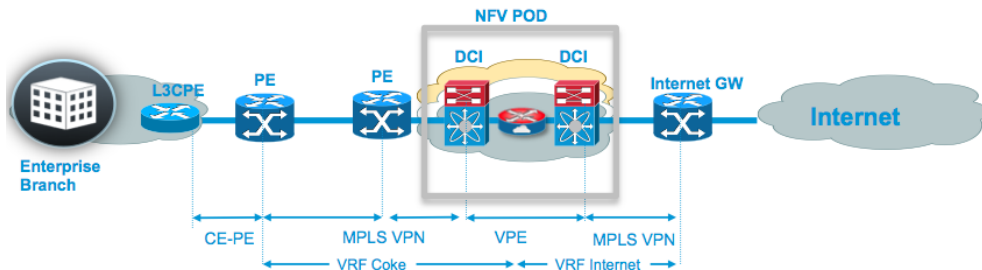 NFV POD
DCI
DCI
PE
PE
L3CPE
Internet GW
Internet
Enterprise
Branch
CE-PE
MPLS VPN
VPE
MPLS VPN
VRF Coke
VRF Internet